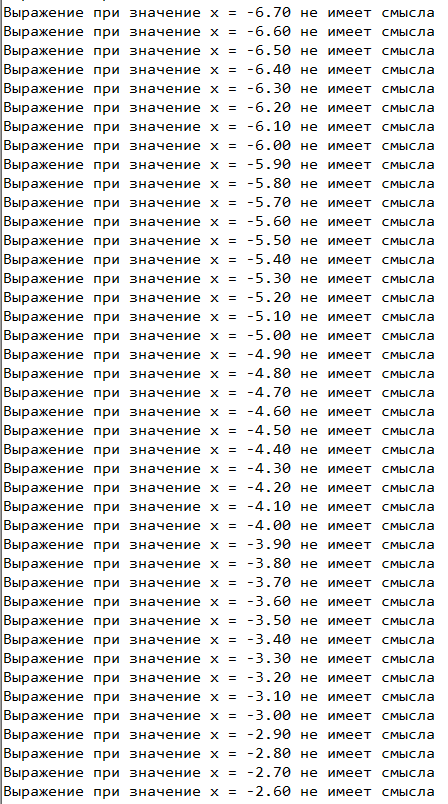 Выражение при значение x = -6.70 не имеет смысла
Выражение при значение x = -6.60 не имеет смысла
Выражение при значение x = -6.50 не имеет смысла
Выражение при значение x = -6.40 не имеет смысла
Выражение при значение x = -6.30 не имеет смысла
Выражение при значение x = -6.20 не имеет смысла
Выражение при значение x = -6.10 не имеет смысла
Выражение при значение x = -6.00 не имеет смысла
Выражение при значение x = -5.90 не имеет смысла
Выражение при значение x = -5.80 не имеет смысла
Выражение при значение x = -5.70 не имеет смысла
Выражение при значение x = -5.60 не имеет смысла
Выражение при значение x = -5.50 не имеет смысла
Выражение при значение x = -5.40 не имеет смысла
Выражение при значение x = -5.30 не имеет смысла
Выражение при значение x = -5.20 не имеет смысла
Выражение при значение x = -5.10 не имеет смысла
Выражение при значение x = -5.00 не имеет смысла
Выражение при значение x = -4.90 не имеет смысла
Выражение при значение x = -4.80 не имеет смысла
Выражение при значение x = -4.70 не имеет смысла
Выражение при значение x = -4.60 не имеет смысла
Выражение при значение x = -4.50 не имеет смысла
Выражение при значение x = -4.40 не имеет смысла
Выражение при значение x = -4.30 не имеет смысла
Выражение при значение x = -4.20 не имеет смысла
Выражение при значение x = -4.10 не имеет смысла
Выражение при значение x = -4.00 не имеет смысла
Выражение при значение x = -3.90 не имеет смысла
Выражение при значение x = -3.80 не имеет смысла
Выражение при значение x = -3.70 не имеет смысла
Выражение при значение x = -3.60 не имеет смысла
Выражение при значение x = -3.50 не имеет смысла
Выражение при значение x = -3.40 не имеет смысла
Выражение при значение x = -3.30 не имеет смысла
Выражение при значение x = -3.20 не имеет смысла
Выражение при значение x = -3.10 не имеет смысла
Выражение при значение x = -3.00 не имеет смысла
Выражение при значение x = -2.90 не имеет смысла
Выражение при значение x = -2.80 не имеет смысла
Выражение при значение x = -2.70 не имеет смысла
Выражение при значение x = -2.60 не имеет смысла